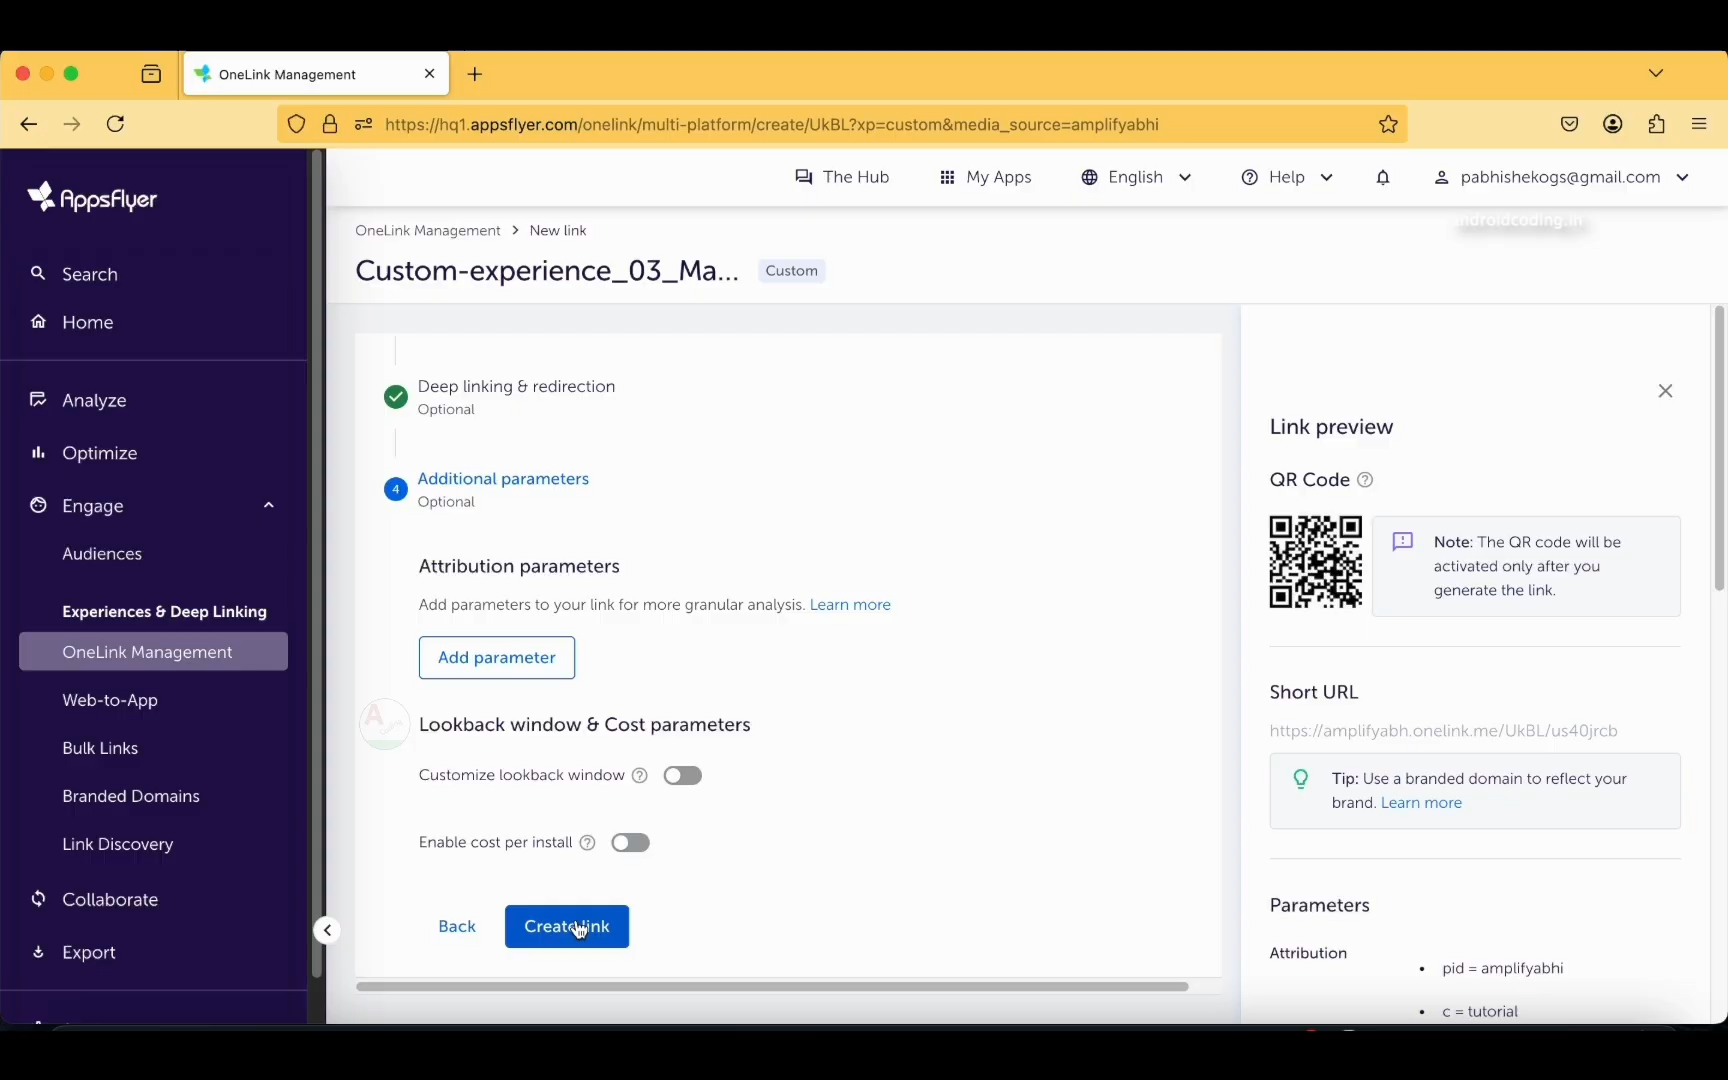 OneLink Management
https://hq1.appsflyer.com/onelink/multi-platform/create/UkBL?xp=custom&media_source=amplifyabhi
AppsFlyer
The Hub
My Apps
English
Help
pabhishekogs@gmail.com
androidcoding.in
Search
Home
Analyze
Optimize
Engage
Audiences
Experiences & Deep Linking
OneLink Management
Web-to-App
Bulk Links
Branded Domains
Link Discovery
Collaborate
Export
OneLink Management > New link
Custom-experience_03_Ma...
Custom
Deep linking & redirection
Optional
4
Additional parameters
Optional
Attribution parameters
Add parameters to your link for more granular analysis. Learn more
Add parameter
Lookback window & Cost parameters
Customize lookback window
Enable cost per install
Back
Create link
Link preview
QR Code
Note: The QR code will be
activated only after you
generate the link.
Short URL
https://amplifyabh.onelink.me/UkBL/us40jrcb
Tip: Use a branded domain to reflect your
brand. Learn more
Parameters
Attribution
• pid = amplifyabhi
• c = tutorial